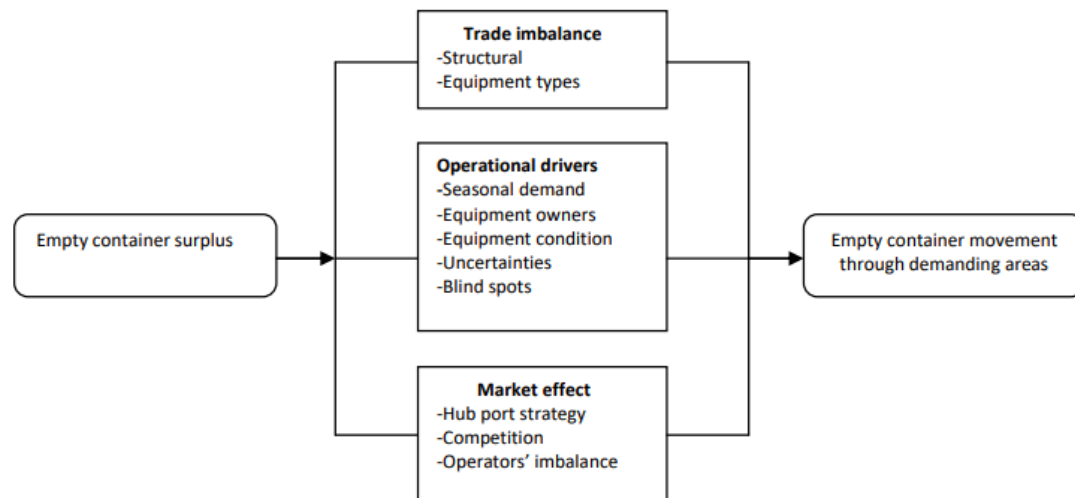 Trade imbalance
-Structural
-Equipment types
Operational drivers
-Seasonal demand
-Equipment owners
-Equipment condition
-Uncertainties
-Blind spots
Empty container surplus
Empty container movement
through demanding areas
Market effect
-Hub port strategy
-Competition
-Operators’ imbalance